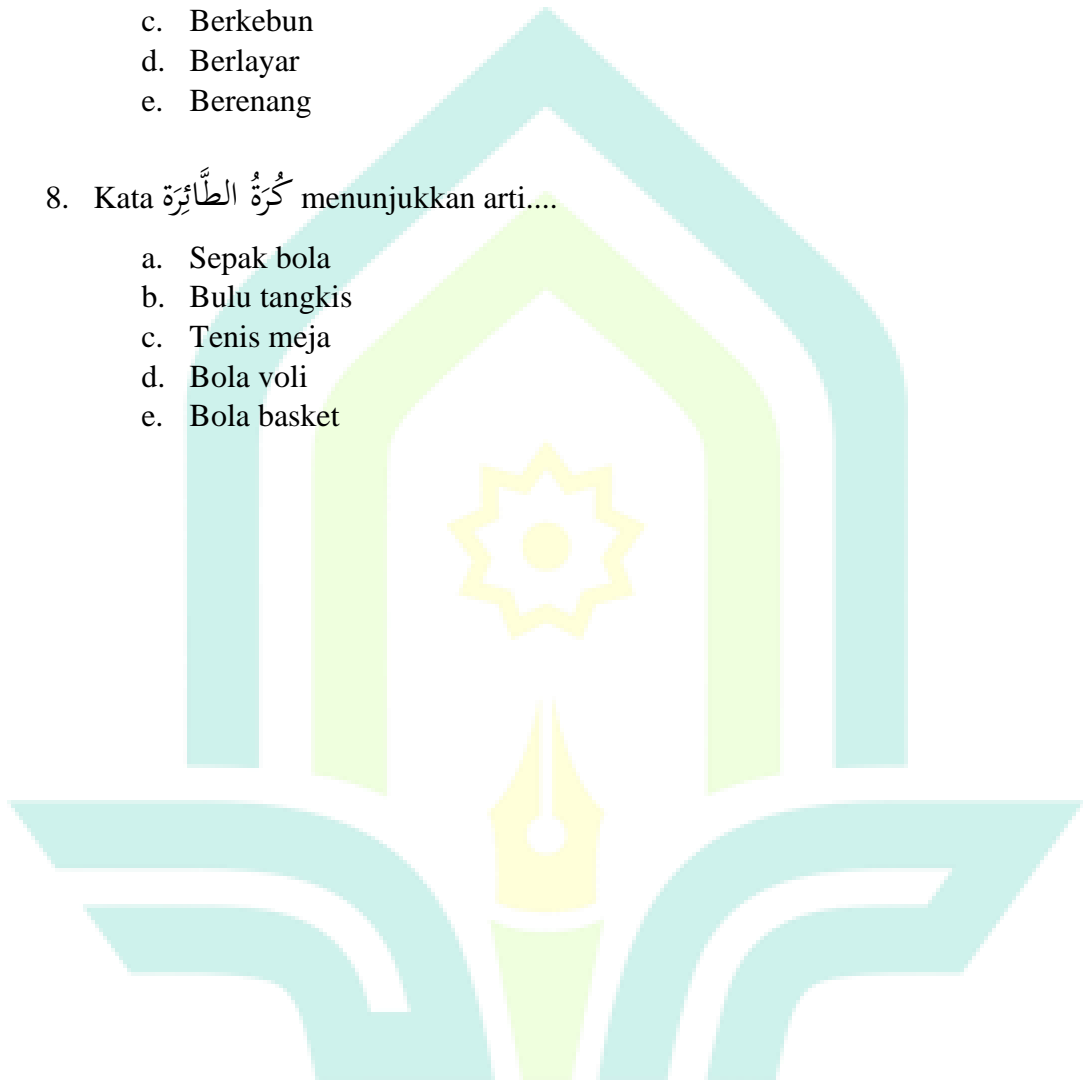 c. Berkebun
d. Berlayar
e. Berenang
8. Kata كُرَةُ الطَّائِرَة menunjukkan arti....
a. Sepak bola
b. Bulu tangkis
c. Tenis meja
d. Bola voli
e. Bola basket